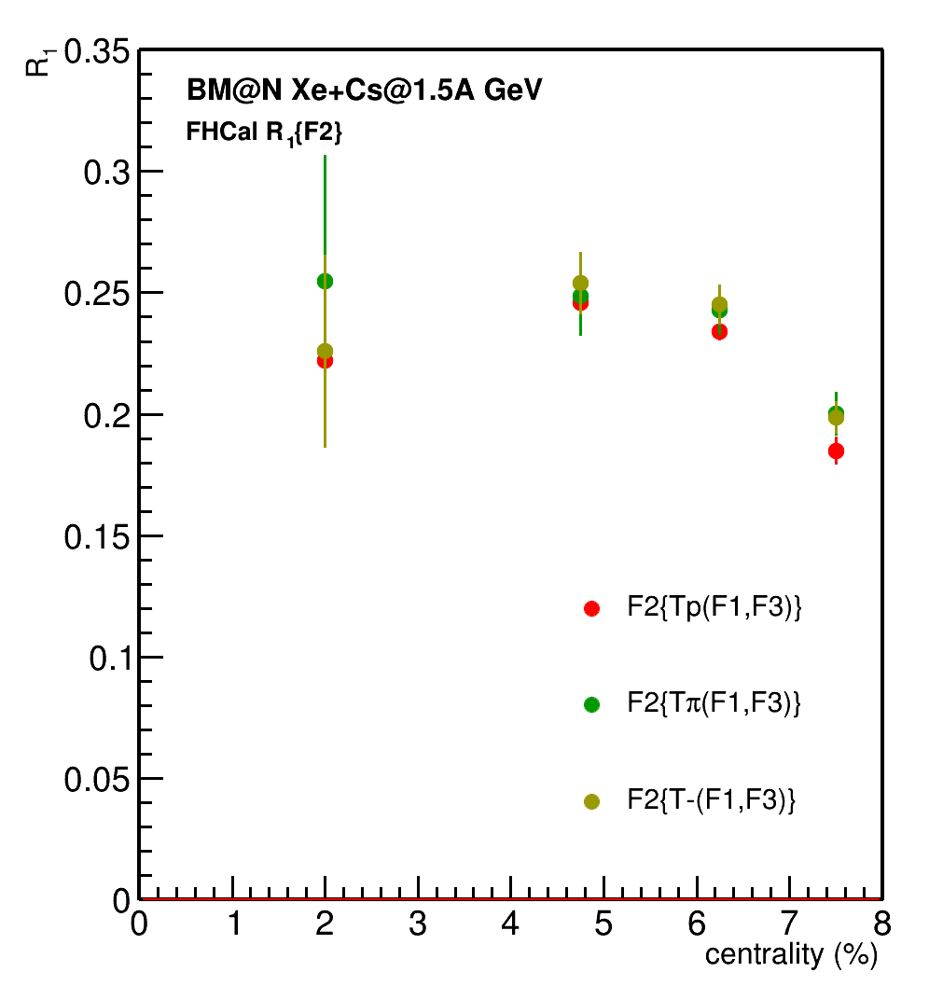 R1
BM@N Xe+Cs@1.5A GeV
FHCal R1{F2}
0.35
0.3
0.25
0.2
0.15
0.1
0.05
0
F2{Tp(F1,F3)}
F2{Tπ(F1,F3)}
F2{T-(F1,F3)}
0 1 2 3 4 5 6 7 8
centrality (%)